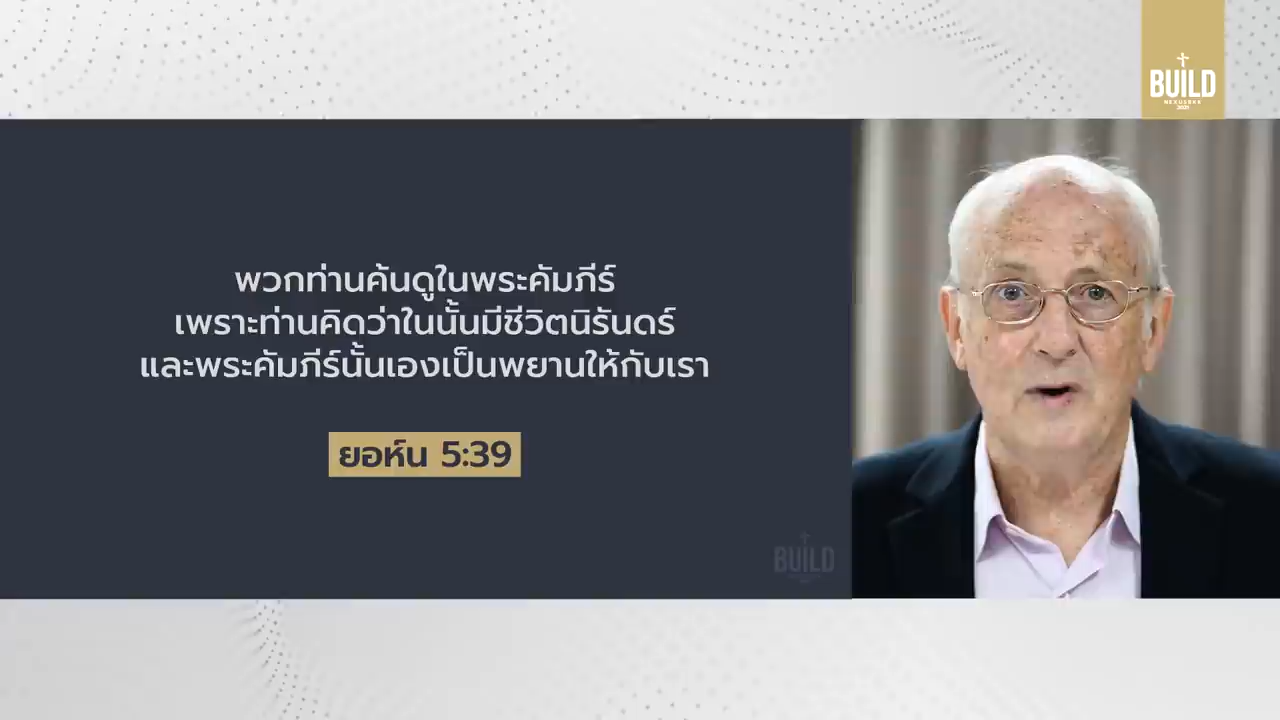 BUILD
NEXUSBKK
2021
พวกท่านค้นดูในพระคัมภีร์
เพราะท่านคิดว่าในนั้นมีชีวิตนิรันดร์
และพระคัมภีร์นั้นเองเป็นพยานให้กับเรา
ยอห์น 5:39
BUILD